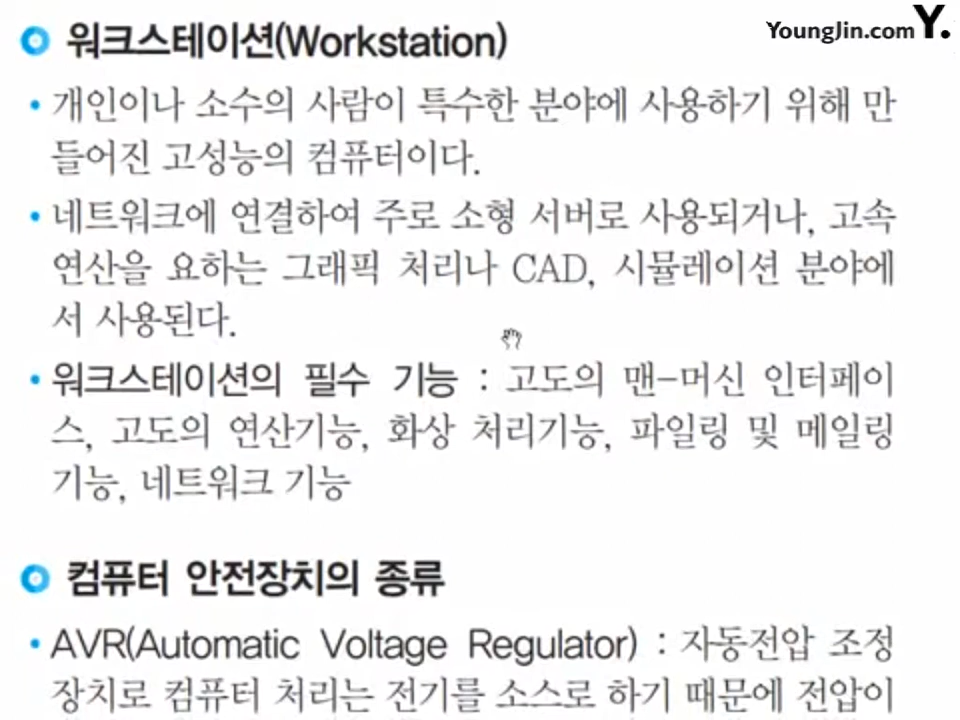 워크스테이션(Workstation)
YoungJin.com Y.
• 개인이나 소수의 사람이 특수한 분야에 사용하기 위해 만
들어진 고성능의 컴퓨터이다.
• 네트워크에 연결하여 주로 소형 서버로 사용되거나, 고속
연산을 요하는 그래픽 처리나 CAD, 시뮬레이션 분야에
서 사용된다.
• 워크스테이션의 필수 기능 : 고도의 맨-머신 인터페이
스, 고도의 연산기능, 화상 처리기능, 파일링 및 메일링
기능, 네트워크 기능
컴퓨터 안전장치의 종류
• AVR(Automatic Voltage Regulator) : 자동전압 조정
장치로 컴퓨터 처리는 전기를 소스로 하기 때문에 전압이